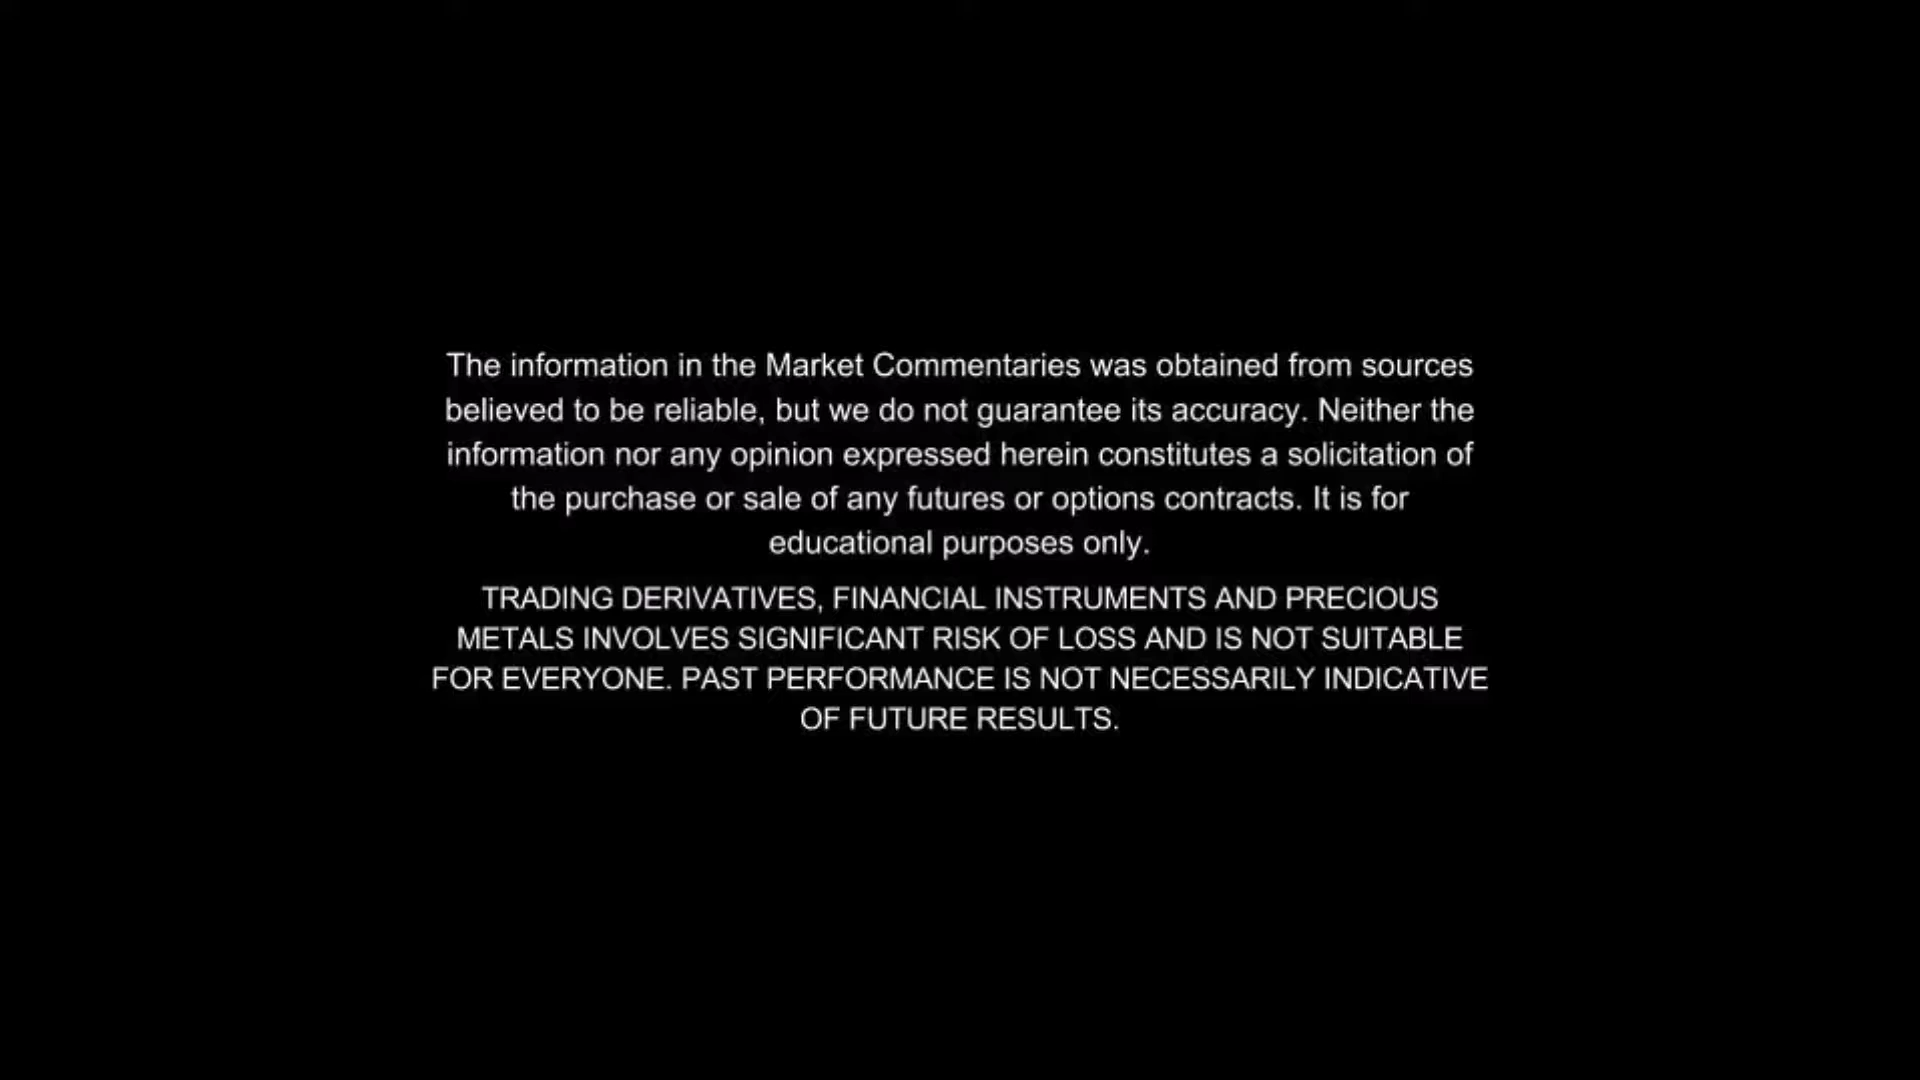 The information in the Market Commentaries was obtained from sources
believed to be reliable, but we do not guarantee its accuracy. Neither the
information nor any opinion expressed herein constitutes a solicitation of
the purchase or sale of any futures or options contracts. It is for
educational purposes only.
TRADING DERIVATIVES, FINANCIAL INSTRUMENTS AND PRECIOUS
METALS INVOLVES SIGNIFICANT RISK OF LOSS AND IS NOT SUITABLE
FOR EVERYONE. PAST PERFORMANCE IS NOT NECESSARILY INDICATIVE
OF FUTURE RESULTS.